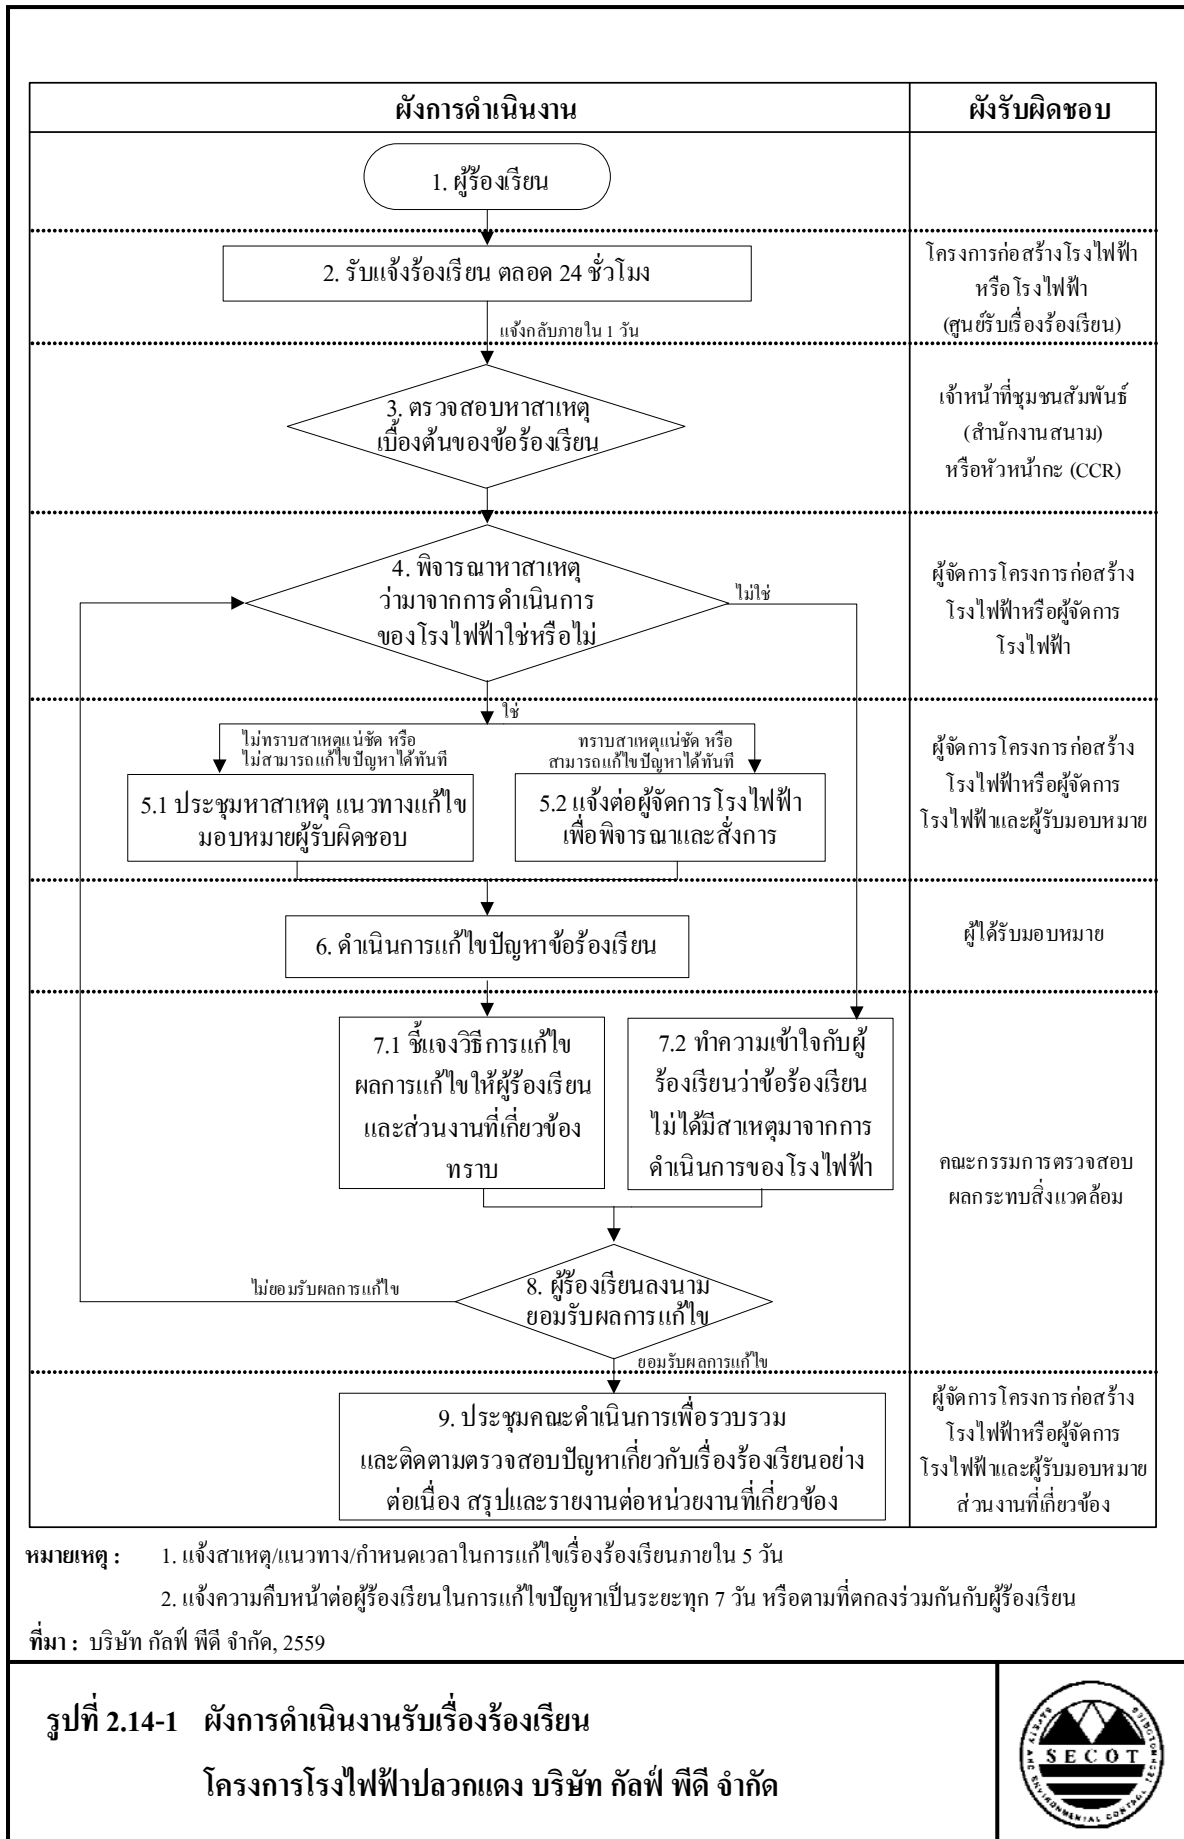 ผังการดำเนินงาน
ผังรับผิดชอบ
1. ผู้ร้องเรียน
2. รับแจ้งร้องเรียน ตลอด 24 ชั่วโมง
โครงการก่อสร้างโรงไฟฟ้า
หรือโรงไฟฟ้า
(ศูนย์รับเรื่องร้องเรียน)
แจ้งกลับภายใน 1 วัน
3. ตรวจสอบหาสาเหตุ
เบื้องต้นของข้อร้องเรียน
เจ้าหน้าที่ชุมชนสัมพันธ์
(สำนักงานสนาม)
หรือหัวหน้ากะ (CCR)
4. พิจารณาหาสาเหตุ
ว่ามาจากการดำเนินการ
ของโรงไฟฟ้าใช่หรือไม่
ไม่ใช่
ผู้จัดการโครงการก่อสร้าง
โรงไฟฟ้าหรือผู้จัดการ
โรงไฟฟ้า
ใช่
ไม่ทราบสาเหตุแน่ชัด หรือ
ไม่สามารถแก้ไขปัญหาได้ทันที
ทราบสาเหตุแน่ชัด หรือ
สามารถแก้ไขปัญหาได้ทันที
5.1 ประชุมหาสาเหตุ แนวทางแก้ไข
มอบหมายผู้รับผิดชอบ
5.2 แจ้งต่อผู้จัดการโรงไฟฟ้า
เพื่อพิจารณาและสั่งการ
ผู้จัดการโครงการก่อสร้าง
โรงไฟฟ้าหรือผู้จัดการ
โรงไฟฟ้าและผู้รับมอบหมาย
6. ดำเนินการแก้ไขปัญหาข้อร้องเรียน
ผู้ได้รับมอบหมาย
7.1 ชี้แจงวิธีการแก้ไข
ผลการแก้ไขให้ผู้ร้องเรียน
และส่วนงานที่เกี่ยวข้อง
ทราบ
7.2 ทำความเข้าใจกับผู้
ร้องเรียนว่าข้อร้องเรียน
ไม่ได้มีสาเหตุมาจากการ
ดำเนินการของโรงไฟฟ้า
คณะกรรมการตรวจสอบ
ผลกระทบสิ่งแวดล้อม
8. ผู้ร้องเรียนลงนาม
ยอมรับผลการแก้ไข
ไม่ยอมรับผลการแก้ไข
ยอมรับผลการแก้ไข
9. ประชุมคณะดำเนินการเพื่อรวบรวม
และติดตามตรวจสอบปัญหาเกี่ยวกับเรื่องร้องเรียนอย่าง
ต่อเนื่อง สรุปและรายงานต่อหน่วยงานที่เกี่ยวข้อง
ผู้จัดการโครงการก่อสร้าง
โรงไฟฟ้าหรือผู้จัดการ
โรงไฟฟ้าและผู้รับมอบหมาย
ส่วนงานที่เกี่ยวข้อง
หมายเหตุ : 1. แจ้งสาเหตุ/แนวทาง/กำหนดเวลาในการแก้ไขเรื่องร้องเรียนภายใน 5 วัน
2. แจ้งความคืบหน้าต่อผู้ร้องเรียนในการแก้ไขปัญหาเป็นระยะทุก 7 วัน หรือตามที่ตกลงร่วมกันกับผู้ร้องเรียน
ที่มา : บริษัท กัลฟ์ พีดี จำกัด, 2559
รูปที่ 2.14-1 ผังการดำเนินงานรับเรื่องร้องเรียน
โครงการโรงไฟฟ้าปลวกแดง บริษัท กัลฟ์ พีดี จำกัด
SECOT
SAFETY AND ENVIRONMENTAL CONTROL